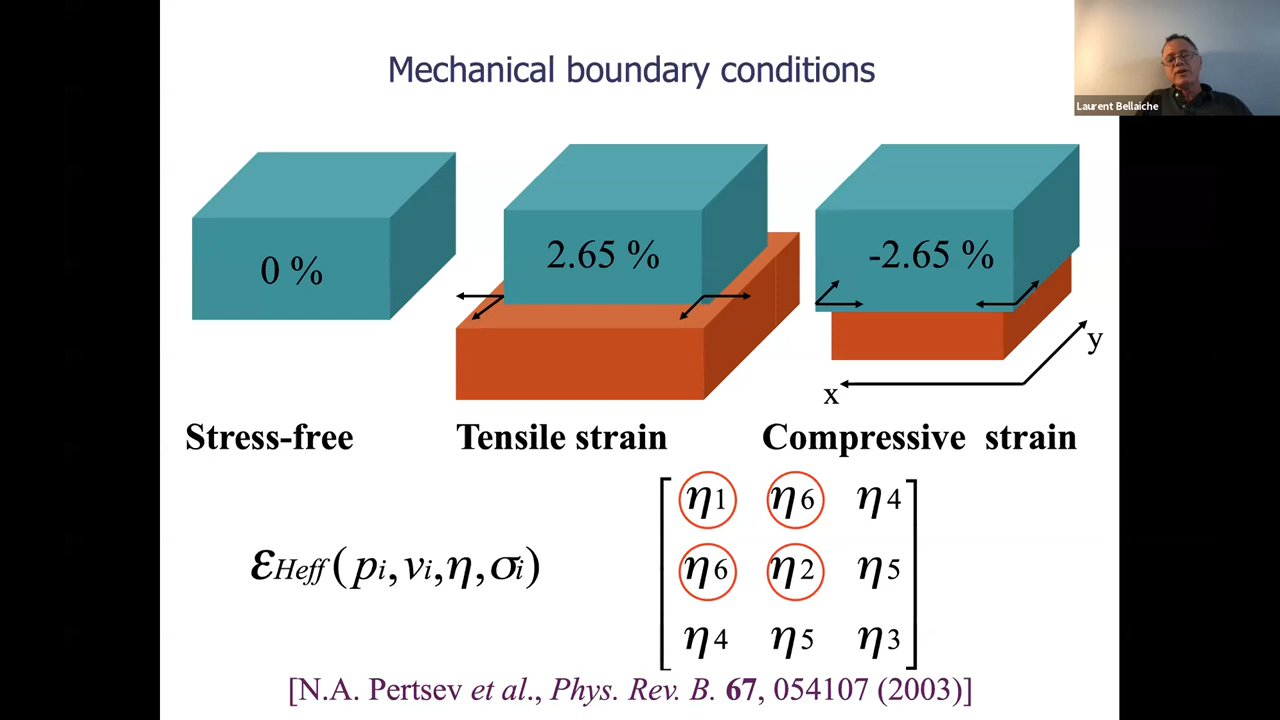 Mechanical boundary conditions
Laurent Bellaiche
0 %
2.65 %
-2.65 %
y
x
Stress-free
Tensile strain
Compressive strain
εHeff(pi,vi,η,σi)
η1 η6 η4
η6 η2 η5
η4 η5 η3
[N.A. Pertsev et al., Phys. Rev. B. 67, 054107 (2003)]